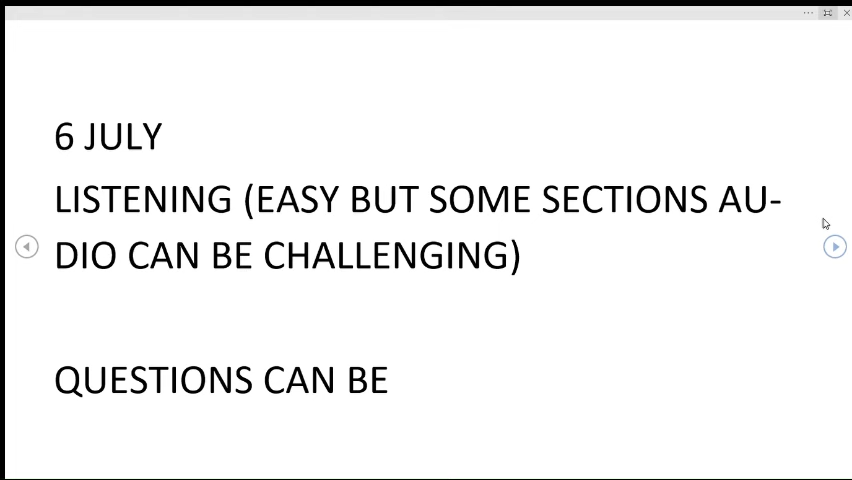 6 JULY
LISTENING (EASY BUT SOME SECTIONS AU-
DIO CAN BE CHALLENGING)
QUESTIONS CAN BE